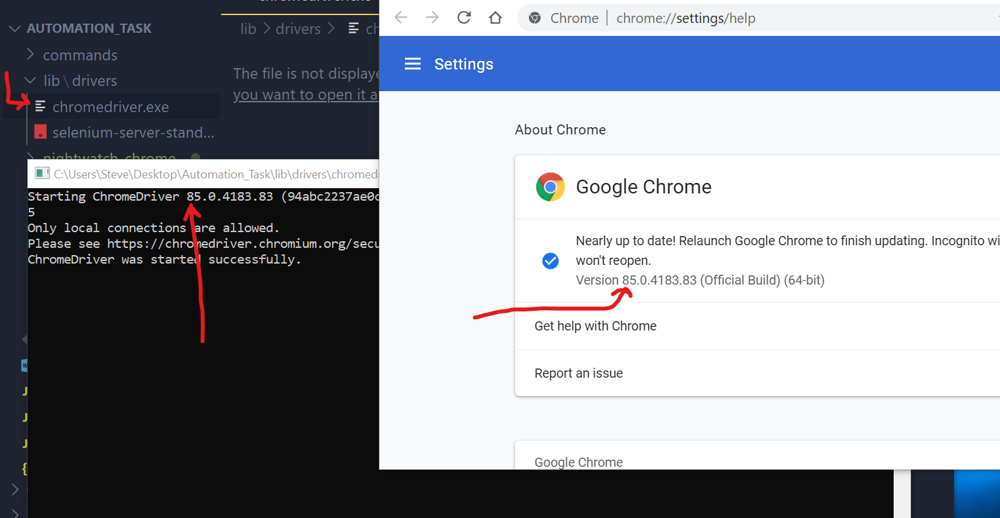 AUTOMATION_TASK
commands
lib\drivers
chromedriver.exe
selenium-server-stand...
nightwatch_chrome
lib > drivers >
The file is not displaye
you want to open it a
C:\Users\Steve\Desktop\Automation_Task\lib\drivers\chromed
Starting ChromeDriver 85.0.4183.83 (94abc2237ae0c
5
Only local connections are allowed.
Please see https://chromedriver.chromium.org/secu
ChromeDriver was started successfully.
Chrome | chrome://settings/help
Settings
About Chrome
Google Chrome
Nearly up to date! Relaunch Google Chrome to finish updating. Incognito wi
won't reopen.
Version 85.0.4183.83 (Official Build) (64-bit)
Get help with Chrome
Report an issue
Google Chrome